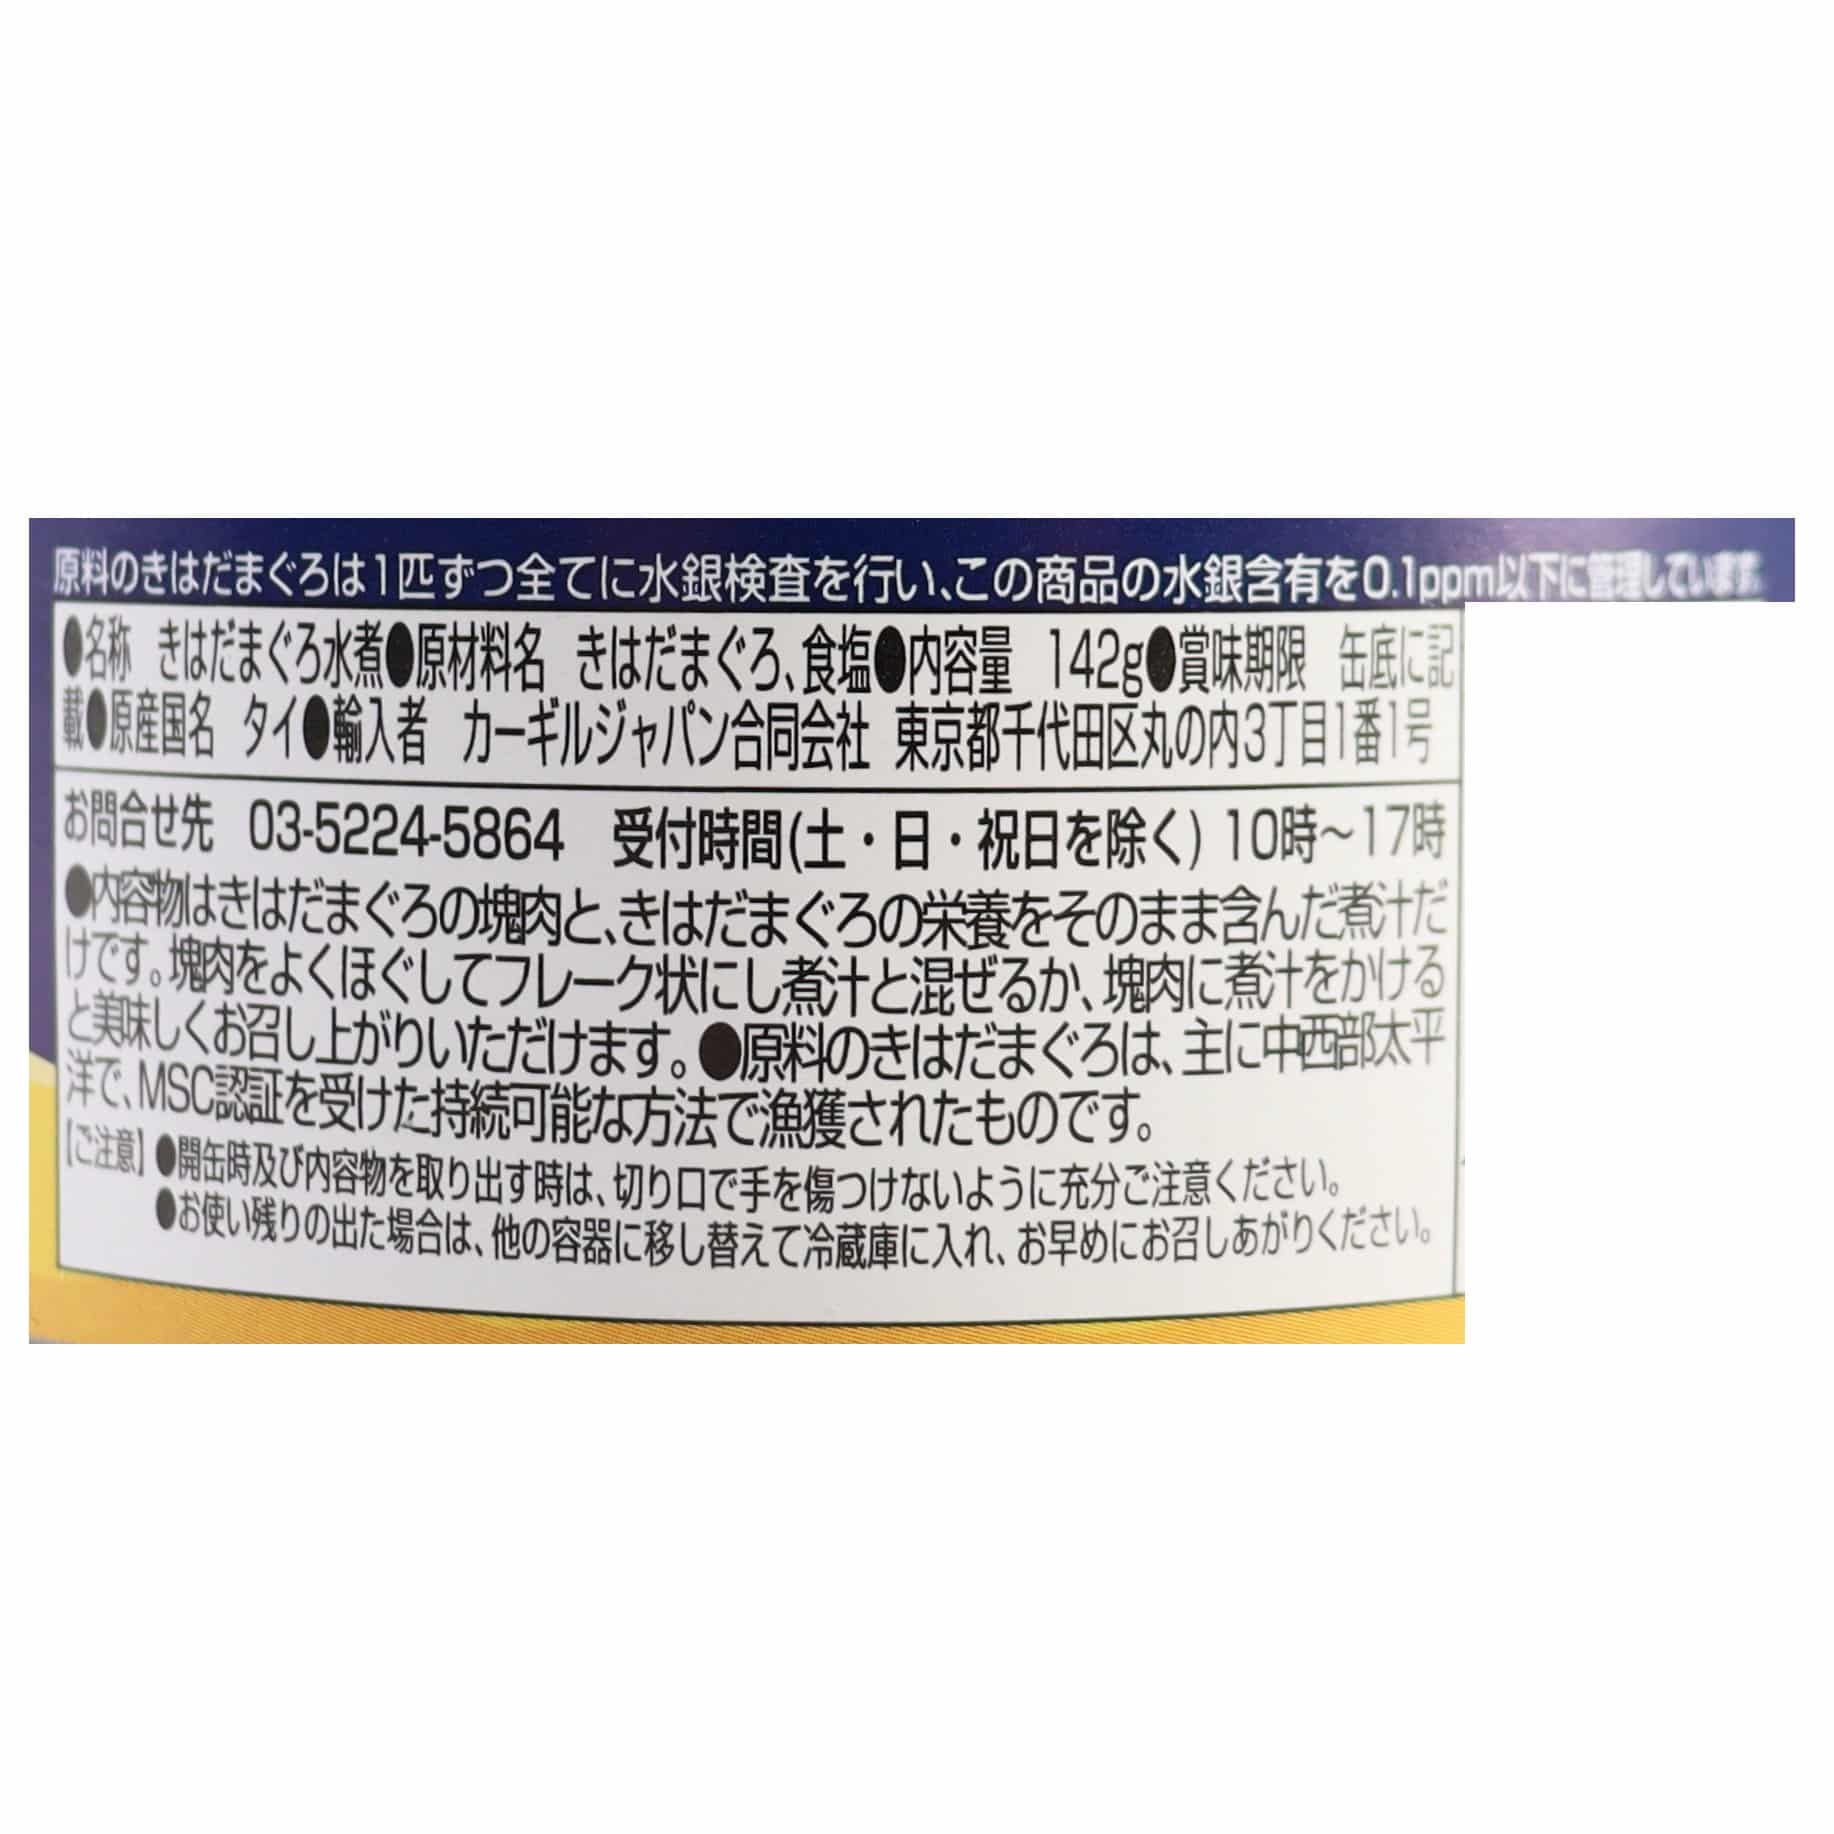 原料のきはだまぐろは1匹ずつ全てに水銀検査を行い、この商品の水銀含有を0.1ppm以下に管理しています。
●名称　きはだまぐろ水煮●原材料名　きはだまぐろ、食塩●内容量　142g●賞味期限　缶底に記
載●原産国名　タイ●輸入者　カーギルジャパン合同会社 東京都千代田区丸の内3丁目1番1号
お問合せ先　03-5224-5864　受付時間(土・日・祝日を除く) 10時～17時
●内容物はきはだまぐろの塊肉と、きはだまぐろの栄養をそのまま含んだ煮汁だ
けです。塊肉をよくほぐしてフレーク状にし煮汁と混ぜるか、塊肉に煮汁をかける
と美味しくお召し上がりいただけます。●原料のきはだまぐろは、主に中西部太平
洋で、MSC認証を受けた持続可能な方法で漁獲されたものです。
【ご注意】●開缶時及び内容物を取り出す時は、切り口で手を傷つけないように充分ご注意ください。
●お使い残りの出た場合は、他の容器に移し替えて冷蔵庫に入れ、お早めにお召しあがりください。